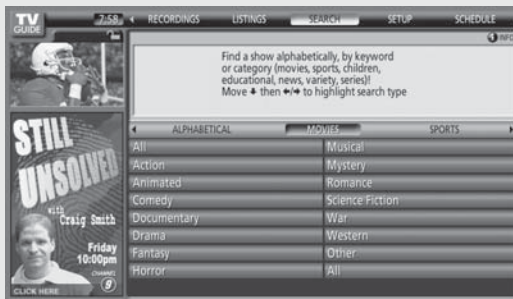 TV
GUIDE
7:58
RECORDINGS
LISTINGS
SEARCH
SETUP
SCHEDULE
INFO
Find a show alphabetically, by keyword
or category (movies, sports, children,
educational, news, variety, series)!
Move ↓ then ←/→ to highlight search type
ALPHABETICAL
MOVIES
SPORTS
All
Musical
Action
Mystery
Animated
Romance
Comedy
Science Fiction
Documentary
War
Drama
Western
Fantasy
Other
Horror
All
STILL
UNSOLVED
with
Craig Smith
Friday
10:00pm
CHANNEL
9
CLICK HERE